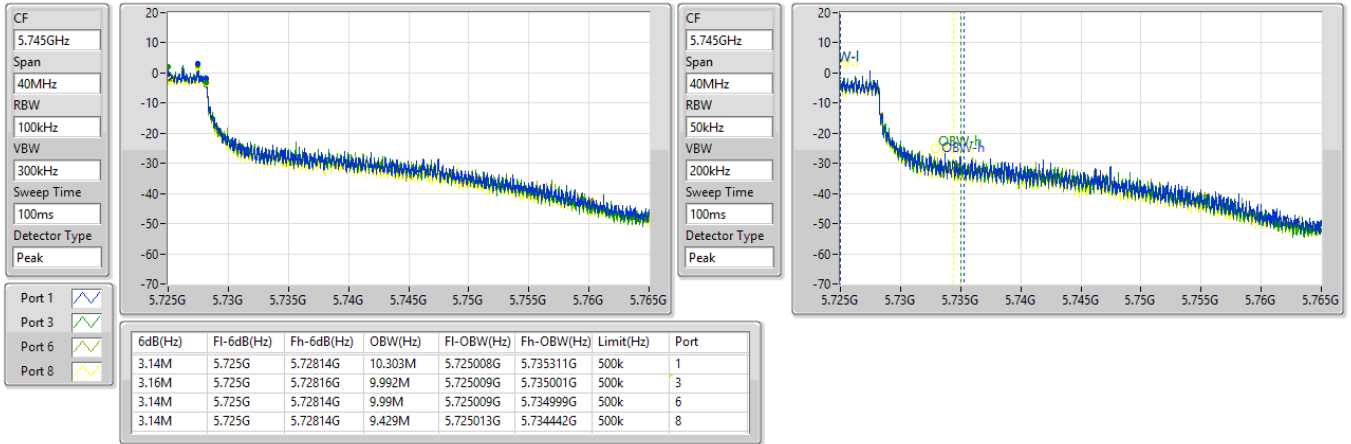 CF
5.745GHz
Span
40MHz
RBW
100kHz
VBW
300kHz
Sweep Time
100ms
Detector Type
Peak
20
10
0
-10
-20
-30
-40
-50
-60
-70
5.725G 5.73G 5.735G 5.74G 5.745G 5.75G 5.755G 5.76G 5.765G
CF
5.745GHz
Span
40MHz
RBW
50kHz
VBW
200kHz
Sweep Time
100ms
Detector Type
Peak
20
10
0
-10
-20
-30
-40
-50
-60
-70
W-l
OBW-h
OBW-h
5.725G 5.73G 5.735G 5.74G 5.745G 5.75G 5.755G 5.76G 5.765G
Port 1
Port 3
Port 6
Port 8
6dB(Hz) Fl-6dB(Hz) Fh-6dB(Hz) OBW(Hz) Fl-OBW(Hz) Fh-OBW(Hz) Limit(Hz) Port
3.14M 5.725G 5.72814G 10.303M 5.725008G 5.735311G 500k 1
3.16M 5.725G 5.72816G 9.992M 5.725009G 5.735001G 500k 3
3.14M 5.725G 5.72814G 9.99M 5.725009G 5.734999G 500k 6
3.14M 5.725G 5.72814G 9.429M 5.725013G 5.734442G 500k 8